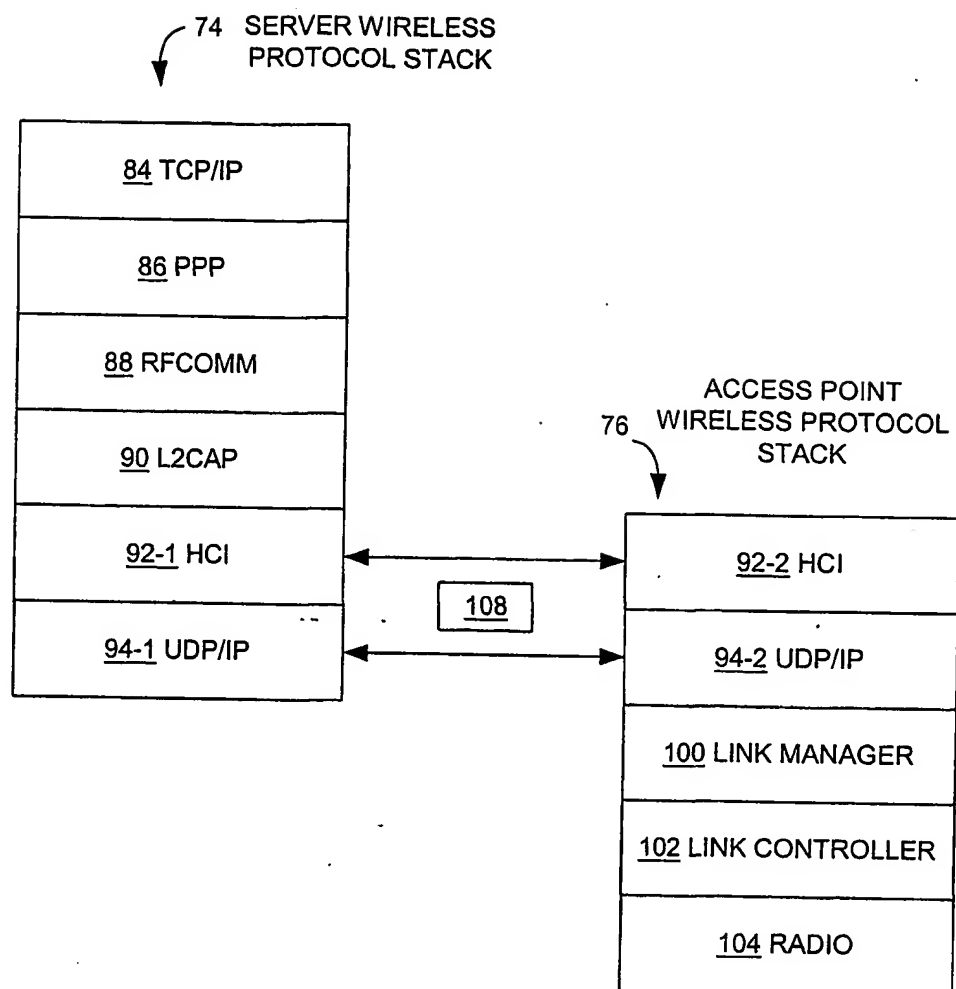 74 SERVER WIRELESS
PROTOCOL STACK
84 TCP/IP
86 PPP
88 RFCOMM
90 L2CAP
92-1 HCI
94-1 UDP/IP
108
76
ACCESS POINT
WIRELESS PROTOCOL
STACK
92-2 HCI
94-2 UDP/IP
100 LINK MANAGER
102 LINK CONTROLLER
104 RADIO